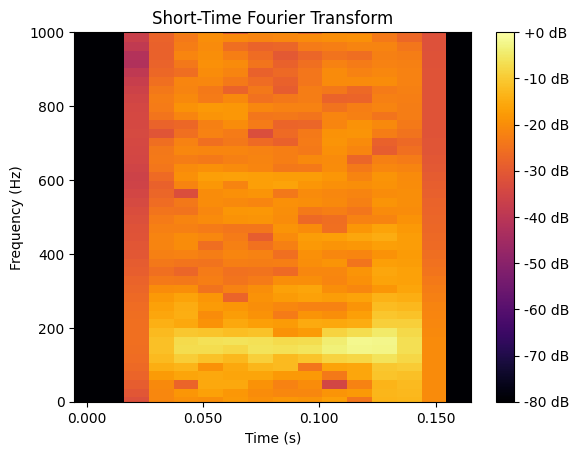 Short-Time Fourier Transform
1000
800
600
400
200
0
Frequency (Hz)
0.000
0.050
0.100
0.150
Time (s)
+0 dB
-10 dB
-20 dB
-30 dB
-40 dB
-50 dB
-60 dB
-70 dB
-80 dB